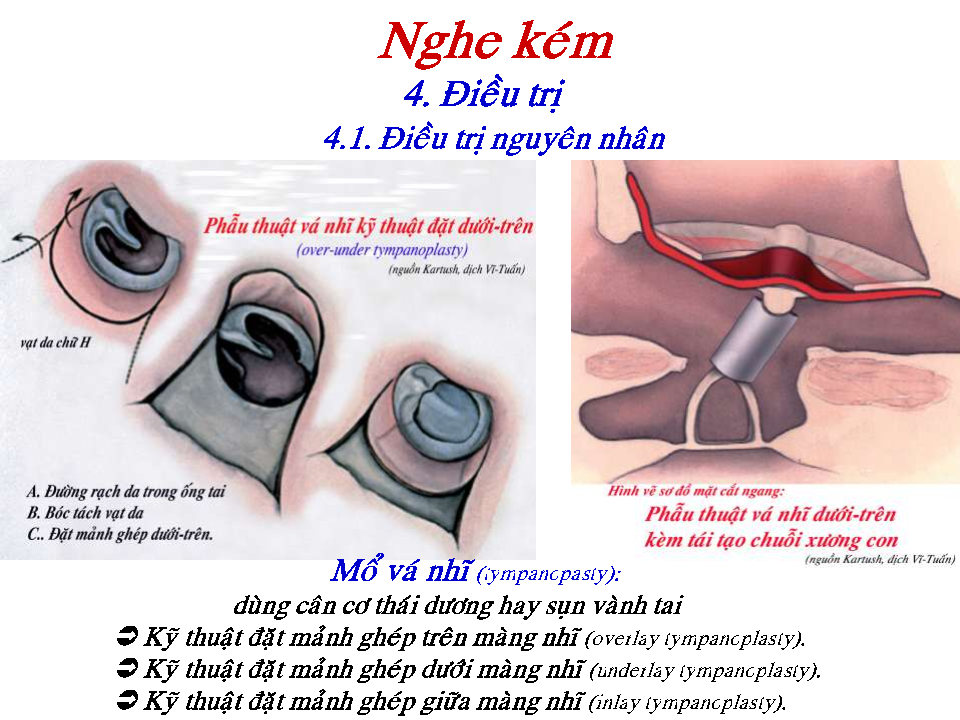 Nghe kém
4. Điều trị
4.1. Điều trị nguyên nhân
Phẫu thuật vá nhĩ kỹ thuật đặt dưới-trên
(over-under tympanoplasty)
(nguồn Kartush, dịch Vĩ-Tuấn)
vạt da chữ H
A. Đường rạch da trong ống tai
B. Bóc tách vạt da
C.. Đặt mảnh ghép dưới-trên.
Hình vẽ sơ đồ mặt cắt ngang:
Phẫu thuật vá nhĩ dưới-trên
kèm tái tạo chuỗi xương con
(nguồn Kartush, dịch Vĩ-Tuấn)
Mổ vá nhĩ (tympanopasty):
dùng cân cơ thái dương hay sụn vành tai
➲ Kỹ thuật đặt mảnh ghép trên màng nhĩ (overlay tympanoplasty).
➲ Kỹ thuật đặt mảnh ghép dưới màng nhĩ (underlay tympanoplasty).
➲ Kỹ thuật đặt mảnh ghép giữa màng nhĩ (inlay tympanoplasty).